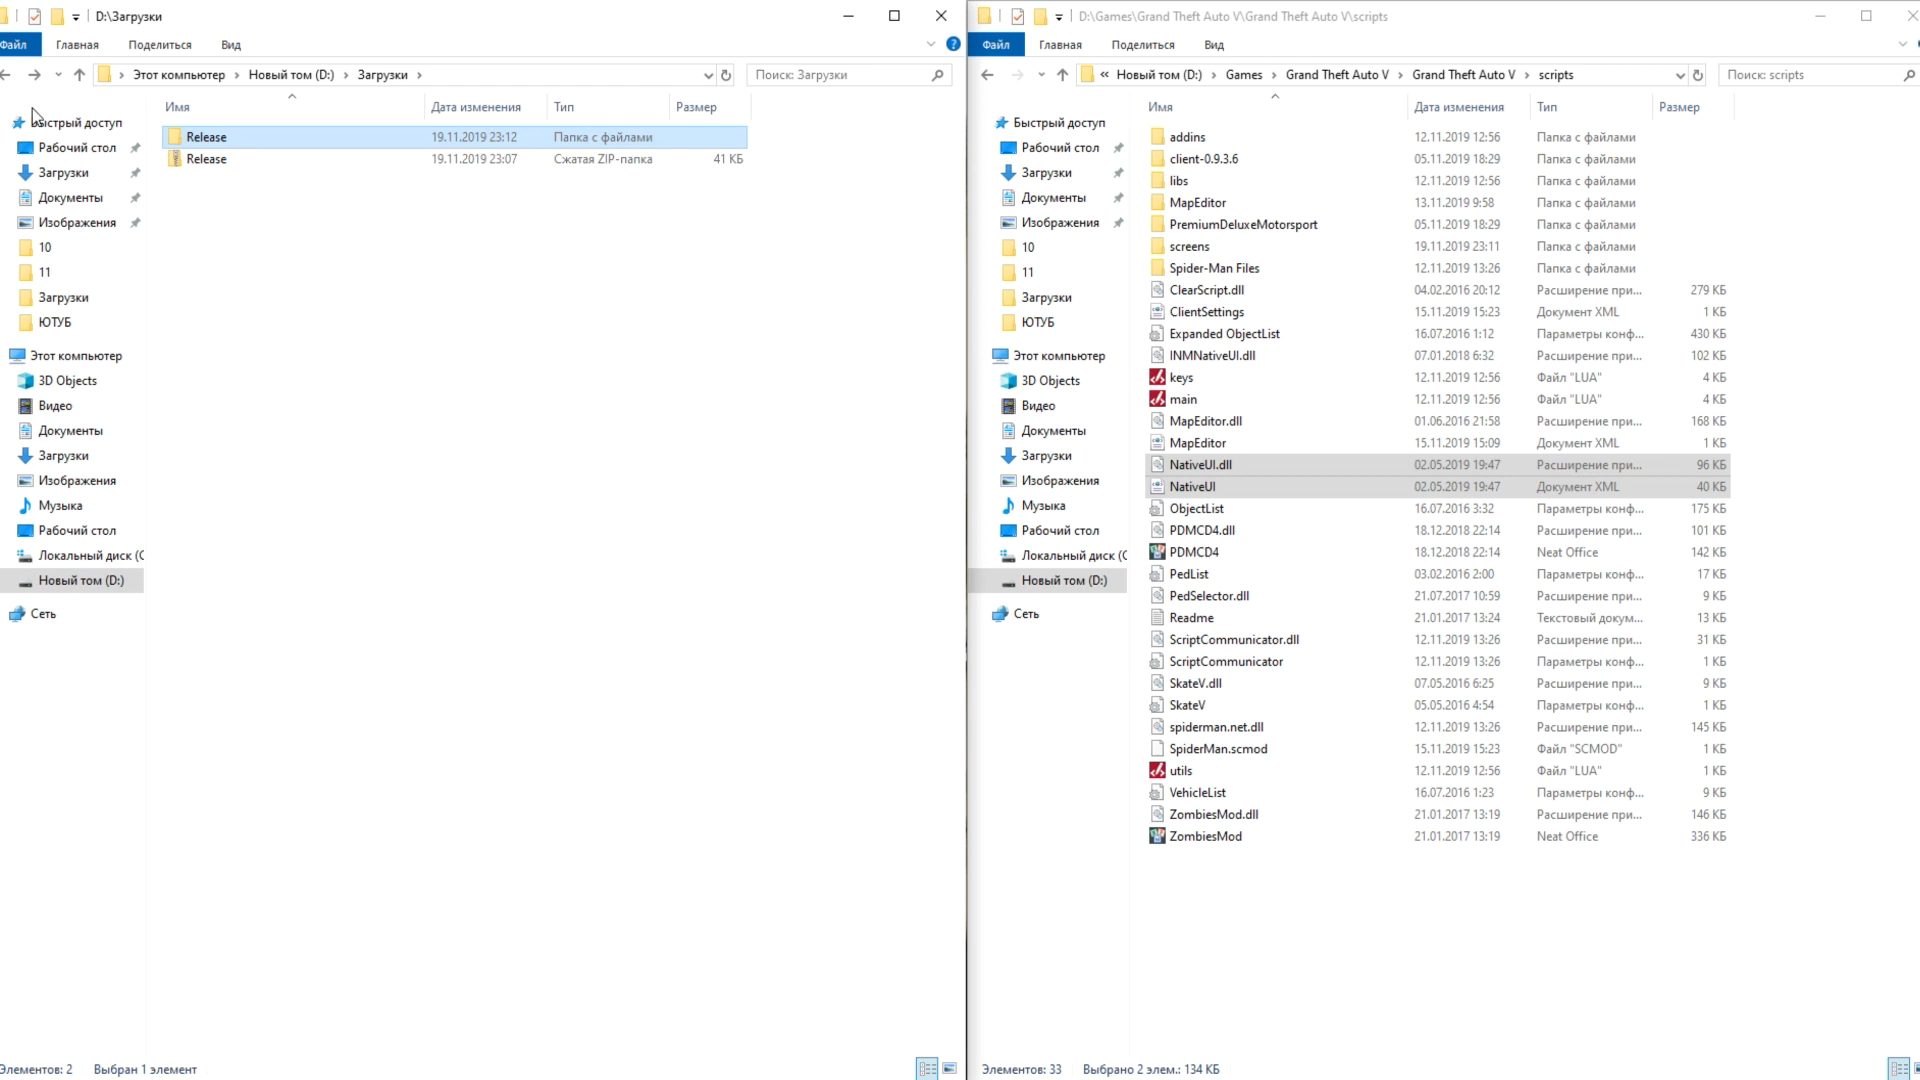 D:\Загрузки
Файл Главная Поделиться Вид
Этот компьютер Новый том (D:) Загрузки
Поиск: Загрузки
Имя Дата изменения Тип Размер
Release 19.11.2019 23:12 Папка с файлами
Release 19.11.2019 23:07 Сжатая ZIP-папка 41 КБ
Быстрый доступ
Рабочий стол
Загрузки
Документы
Изображения
10
11
Загрузки
ЮТУБ
Этот компьютер
3D Objects
Видео
Документы
Загрузки
Изображения
Музыка
Рабочий стол
Локальный диск (C
Новый том (D:)
Сеть
Элементов: 2 Выбран 1 элемент
D:\Games\Grand Theft Auto V\Grand Theft Auto V\scripts
Файл Главная Поделиться Вид
« Новый том (D:) Games Grand Theft Auto V Grand Theft Auto V scripts
Поиск: scripts
Имя Дата изменения Тип Размер
Быстрый доступ
Рабочий стол
Загрузки
Документы
Изображения
10
11
Загрузки
ЮТУБ
Этот компьютер
3D Objects
Видео
Документы
Загрузки
Изображения
Музыка
Рабочий стол
Локальный диск (C
Новый том (D:)
Сеть
addins 12.11.2019 12:56 Папка с файлами
client-0.9.3.6 05.11.2019 18:29 Папка с файлами
libs 12.11.2019 12:56 Папка с файлами
MapEditor 13.11.2019 9:58 Папка с файлами
PremiumDeluxeMotorsport 05.11.2019 18:29 Папка с файлами
screens 19.11.2019 23:11 Папка с файлами
Spider-Man Files 12.11.2019 13:26 Папка с файлами
ClearScript.dll 04.02.2016 20:12 Расширение при... 279 КБ
ClientSettings 15.11.2019 15:23 Документ XML 1 КБ
Expanded ObjectList 16.07.2016 1:12 Параметры конф... 430 КБ
INMNativeUI.dll 07.01.2018 6:32 Расширение при... 102 КБ
keys 12.11.2019 12:56 Файл "LUA" 4 КБ
main 12.11.2019 12:56 Файл "LUA" 4 КБ
MapEditor.dll 01.06.2016 21:58 Расширение при... 168 КБ
MapEditor 15.11.2019 15:09 Документ XML 1 КБ
NativeUI.dll 02.05.2019 19:47 Расширение при... 96 КБ
NativeUI 02.05.2019 19:47 Документ XML 40 КБ
ObjectList 16.07.2016 3:32 Параметры конф... 175 КБ
PDMCD4.dll 18.12.2018 22:14 Расширение при... 101 КБ
PDMCD4 18.12.2018 22:14 Neat Office 142 КБ
PedList 03.02.2016 2:00 Параметры конф... 17 КБ
PedSelector.dll 21.07.2017 10:59 Расширение при... 9 КБ
Readme 21.01.2017 13:24 Текстовый докум... 13 КБ
ScriptCommunicator.dll 12.11.2019 13:26 Расширение при... 31 КБ
ScriptCommunicator 12.11.2019 13:26 Параметры конф... 1 КБ
SkateV.dll 07.05.2016 6:25 Расширение при... 9 КБ
SkateV 05.05.2016 4:54 Параметры конф... 1 КБ
spiderman.net.dll 12.11.2019 13:26 Расширение при... 145 КБ
SpiderMan.scmod 15.11.2019 15:23 Файл "SCMOD" 1 КБ
utils 12.11.2019 12:56 Файл "LUA" 1 КБ
VehicleList 16.07.2016 1:23 Параметры конф... 9 КБ
ZombiesMod.dll 21.01.2017 13:19 Расширение при... 146 КБ
ZombiesMod 21.01.2017 13:19 Neat Office 336 КБ
Элементов: 33 Выбрано 2 элем.: 134 КБ